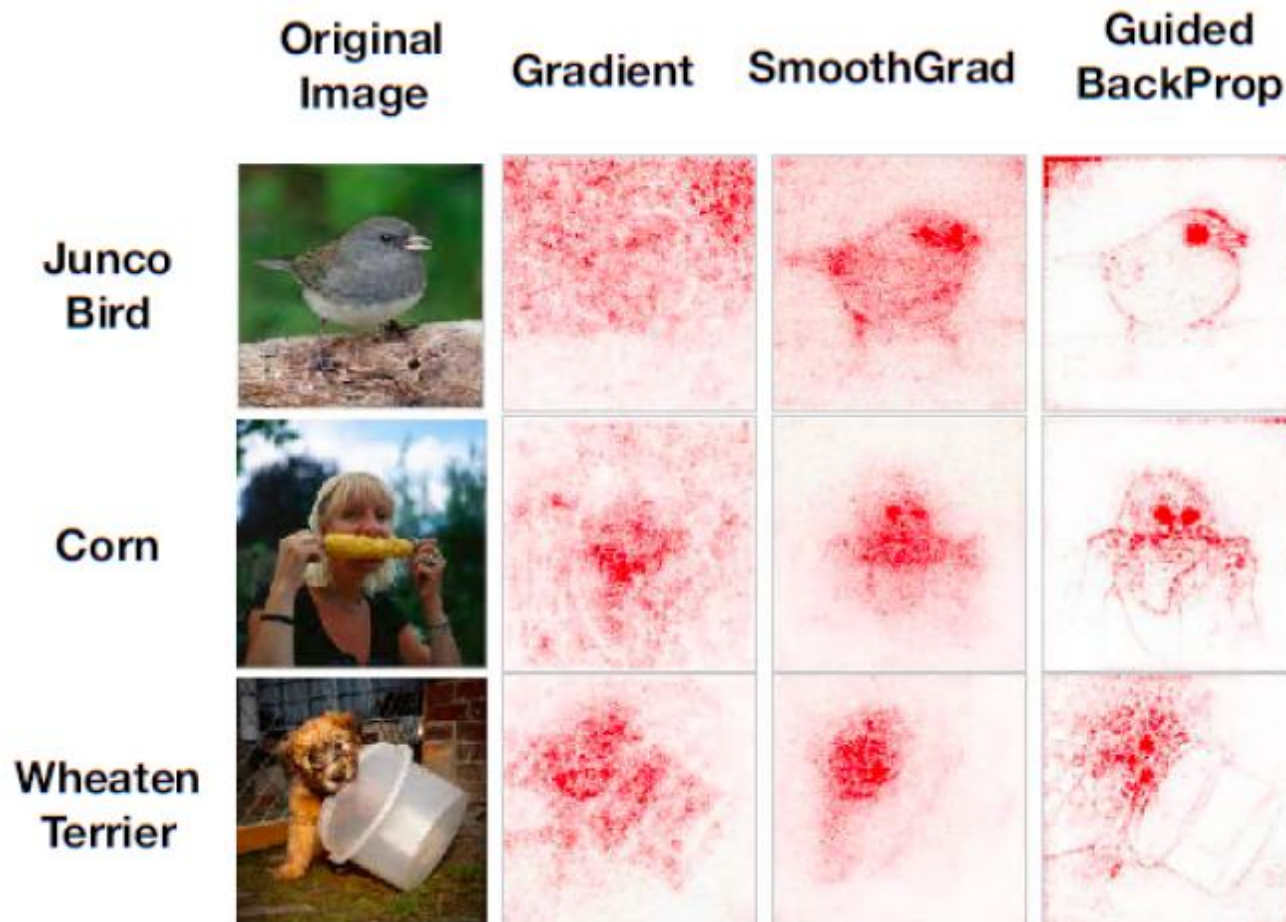 Original
Image
Gradient
SmoothGrad
Guided
BackProp
Junco
Bird
Corn
Wheaten
Terrier